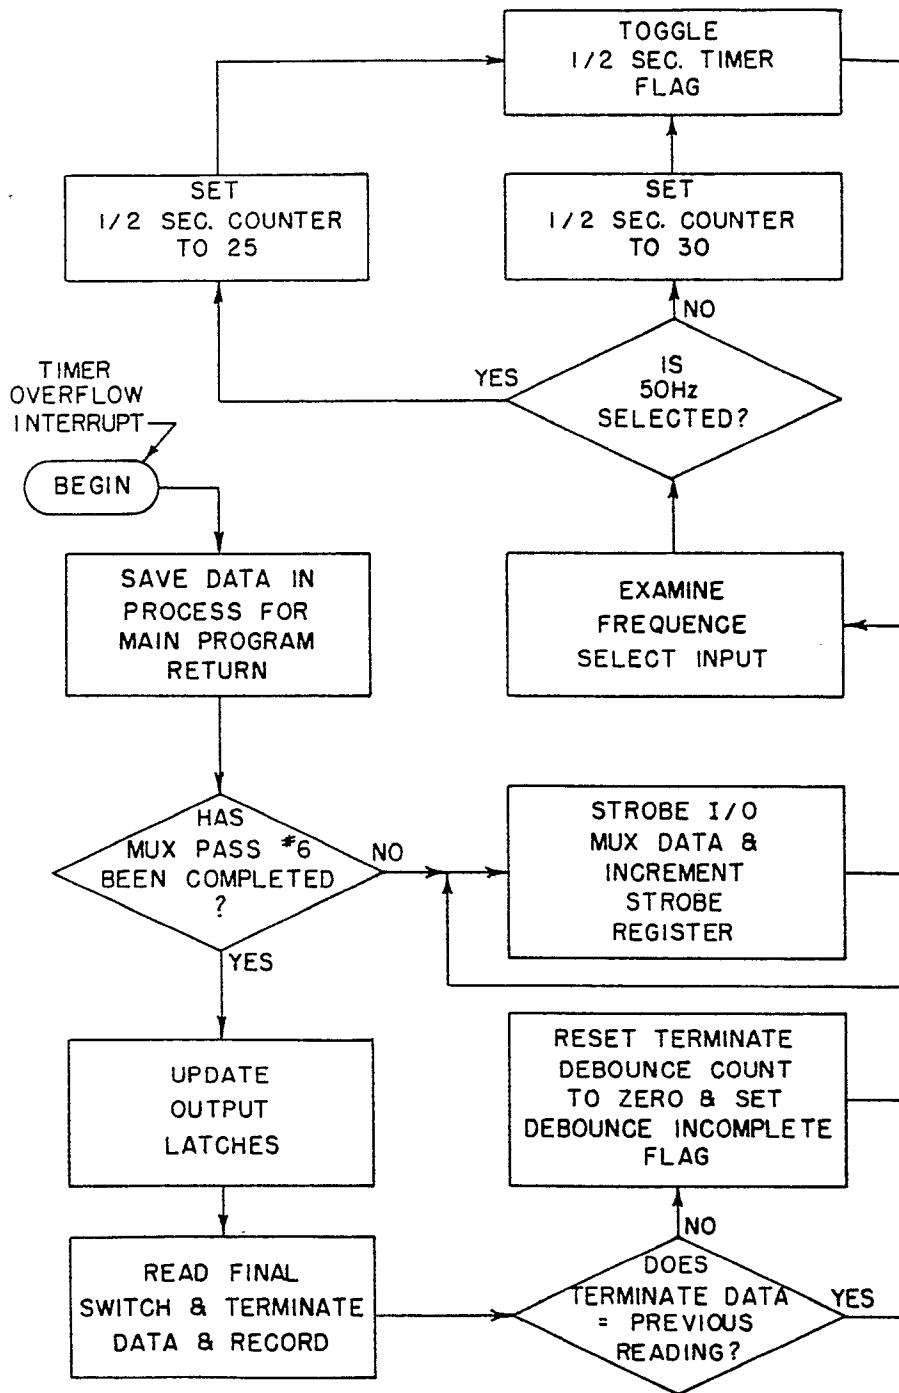 TOGGLE
1/2 SEC. TIMER
FLAG
SET
1/2 SEC. COUNTER
TO 25
SET
1/2 SEC. COUNTER
TO 30
NO
YES
IS
50Hz
SELECTED?
TIMER
OVERFLOW
INTERRUPT
BEGIN
SAVE DATA IN
PROCESS FOR
MAIN PROGRAM
RETURN
EXAMINE
FREQUENCE
SELECT INPUT
HAS
MUX PASS #6
BEEN COMPLETED
?
NO
YES
STROBE I/O
MUX DATA &
INCREMENT
STROBE
REGISTER
UPDATE
OUTPUT
LATCHES
RESET TERMINATE
DEBOUNCE COUNT
TO ZERO & SET
DEBOUNCE INCOMPLETE
FLAG
NO
READ FINAL
SWITCH & TERMINATE
DATA & RECORD
DOES
TERMINATE DATA
= PREVIOUS
READING?
YES